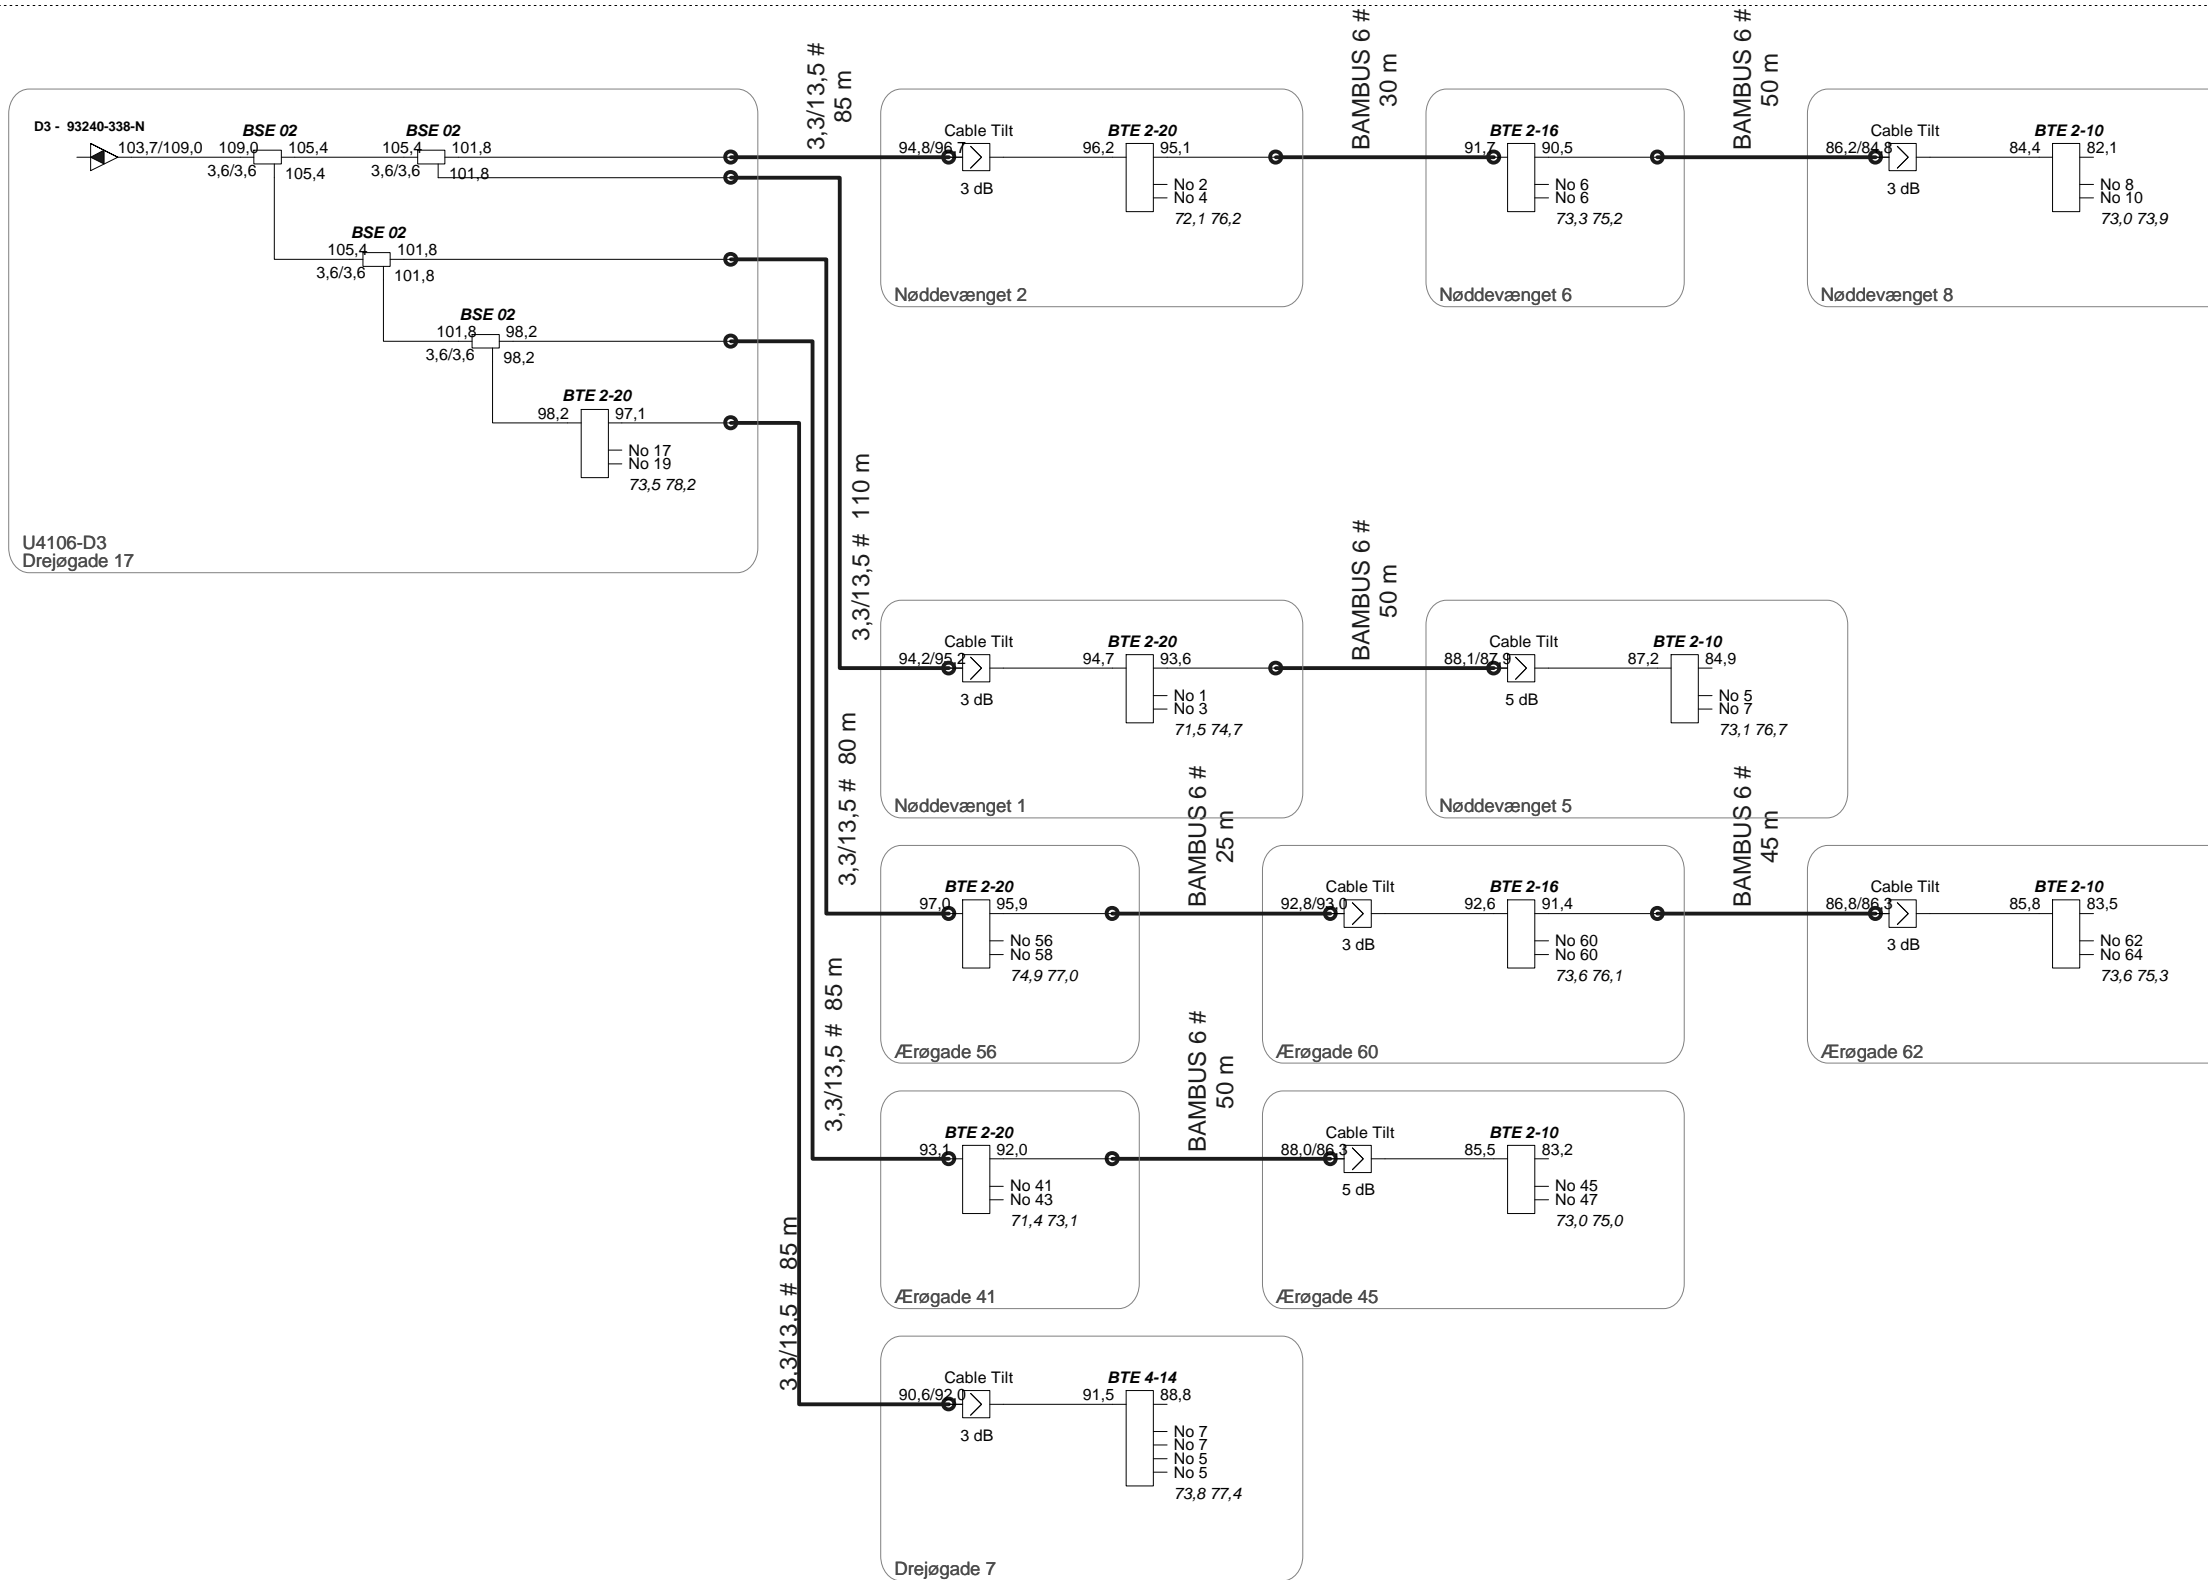 3,3/13,5 #
85 m
BAMBUS 6 #
30 m
BAMBUS 6 #
50 m
D3 - 93240-338-N
103,7/109,0
BSE 02
109,0
105,4
3,6/3,6
105,4
BSE 02
105,4
101,8
3,6/3,6
101,8
BSE 02
105,4
101,8
3,6/3,6
101,8
BSE 02
101,8
98,2
3,6/3,6
98,2
BTE 2-20
98,2
97,1
No 17
No 19
73,5 78,2
U4106-D3
Drejøgade 17
Cable Tilt
94,8/96,7
3 dB
BTE 2-20
96,2
95,1
No 2
No 4
72,1 76,2
Nøddevænget 2
BTE 2-16
91,7
90,5
No 6
No 6
73,3 75,2
Nøddevænget 6
Cable Tilt
86,2/84,8
3 dB
BTE 2-10
84,4
82,1
No 8
No 10
73,0 73,9
Nøddevænget 8
3,3/13,5 # 110 m
Cable Tilt
94,2/95,2
3 dB
BTE 2-20
94,7
93,6
No 1
No 3
71,5 74,7
Nøddevænget 1
BAMBUS 6 #
50 m
Cable Tilt
88,1/87,9
5 dB
BTE 2-10
87,2
84,9
No 5
No 7
73,1 76,7
Nøddevænget 5
3,3/13,5 # 80 m
BTE 2-20
97,0
95,9
No 56
No 58
74,9 77,0
Ærøgade 56
BAMBUS 6 #
25 m
Cable Tilt
92,8/93,0
3 dB
BTE 2-16
92,6
91,4
No 60
No 60
73,6 76,1
Ærøgade 60
BAMBUS 6 #
45 m
Cable Tilt
86,8/86,3
3 dB
BTE 2-10
85,8
83,5
No 62
No 64
73,6 75,3
Ærøgade 62
3,3/13,5 # 85 m
BTE 2-20
93,1
92,0
No 41
No 43
71,4 73,1
Ærøgade 41
BAMBUS 6 #
50 m
Cable Tilt
88,0/86,3
5 dB
BTE 2-10
85,5
83,2
No 45
No 47
73,0 75,0
Ærøgade 45
3,3/13,5 # 85 m
Cable Tilt
90,6/92,0
3 dB
BTE 4-14
91,5
88,8
No 7
No 7
No 5
No 5
73,8 77,4
Drejøgade 7